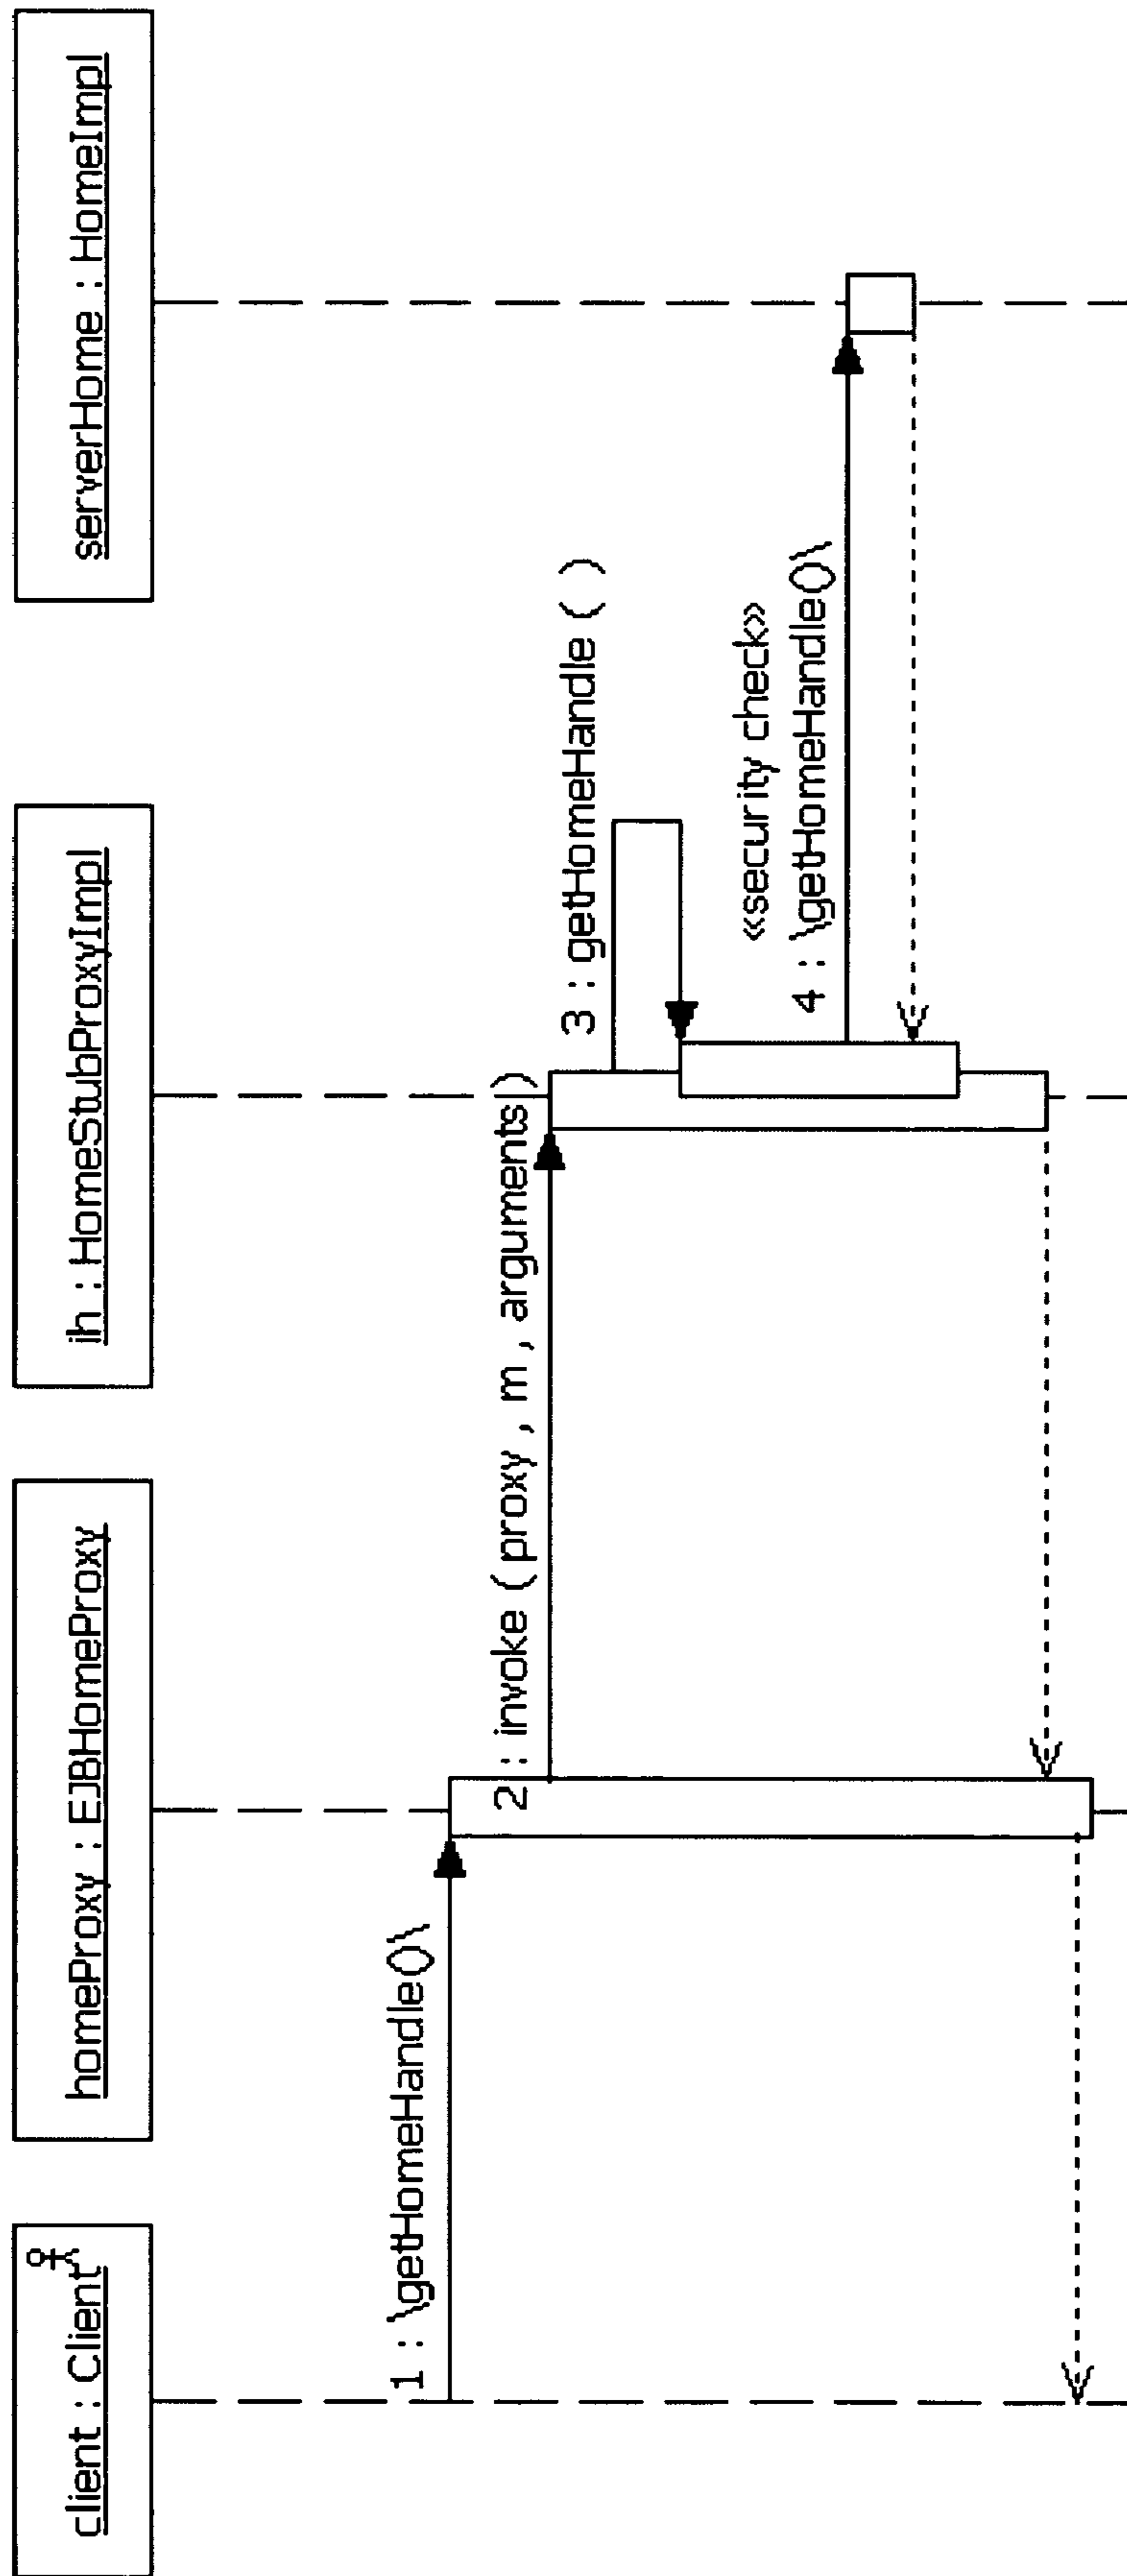 client : Client
homeProxy : EJBHomeProxy
ih : HomeStubProxyImpl
serverHome : HomeImpl
1 : \getHomeHandle()\
2 : invoke ( proxy , m , arguments )
3 : getHomeHandle ( )
«security check»
4 : \getHomeHandle()\